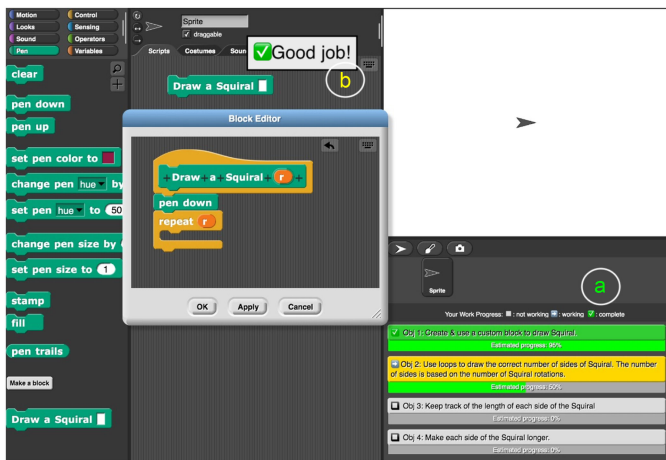 Motion
Control
Looks
Sensing
Sound
Operators
Pen
Variables
Sprite
draggable
Scripts
Costumes
Soun
✅Good job!
b
clear
pen down
pen up
set pen color to
change pen hue by
set pen hue to 50
change pen size by
set pen size to 1
stamp
fill
pen trails
Make a block
Draw a Squiral
Draw a Squiral
Block Editor
+Draw+a+Squiral+ r +
pen down
repeat r
OK
Apply
Cancel
Sprite
a
Your Work Progress: : not working : working : complete
Obj 1: Create & use a custom block to draw Squiral.
Estimated progress: 95%
Obj 2: Use loops to draw the correct number of sides of Squiral. The number
of sides is based on the number of Squiral rotations.
Estimated progress: 50%
Obj 3: Keep track of the length of each side of the Squiral
Estimated progress: 0%
Obj 4: Make each side of the Squiral longer.
Estimated progress: 0%